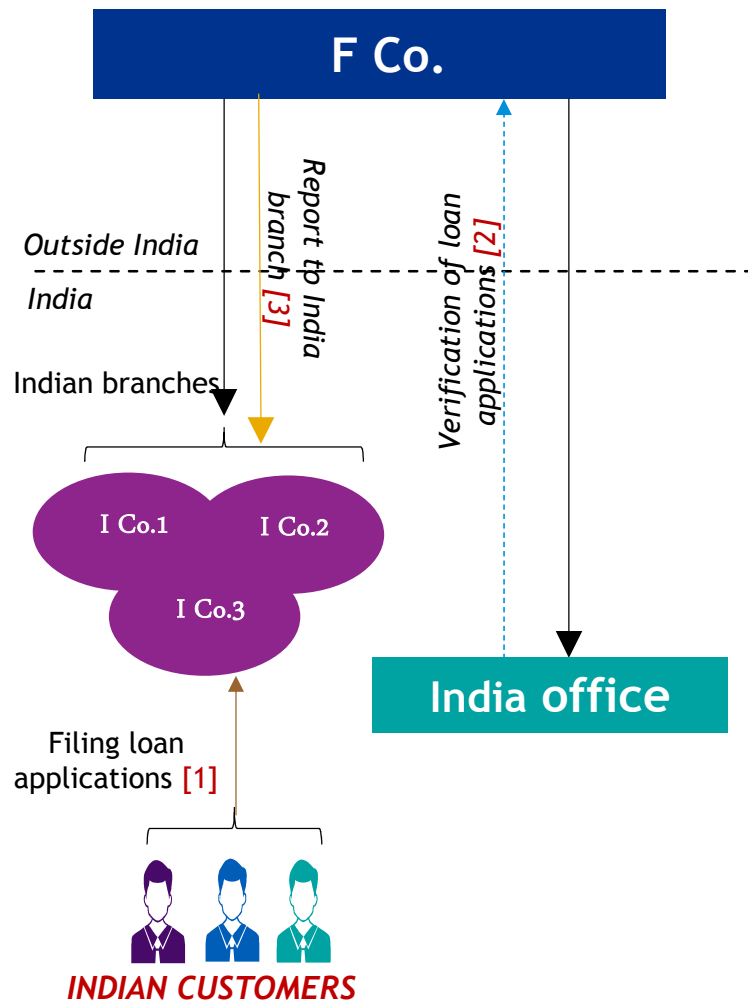 F Co.
Report to India
branch [3]
Verification of loan
applications [2]
Outside India
India
Indian branches
I Co.1
I Co.2
I Co.3
India office
Filing loan
applications [1]
INDIAN CUSTOMERS